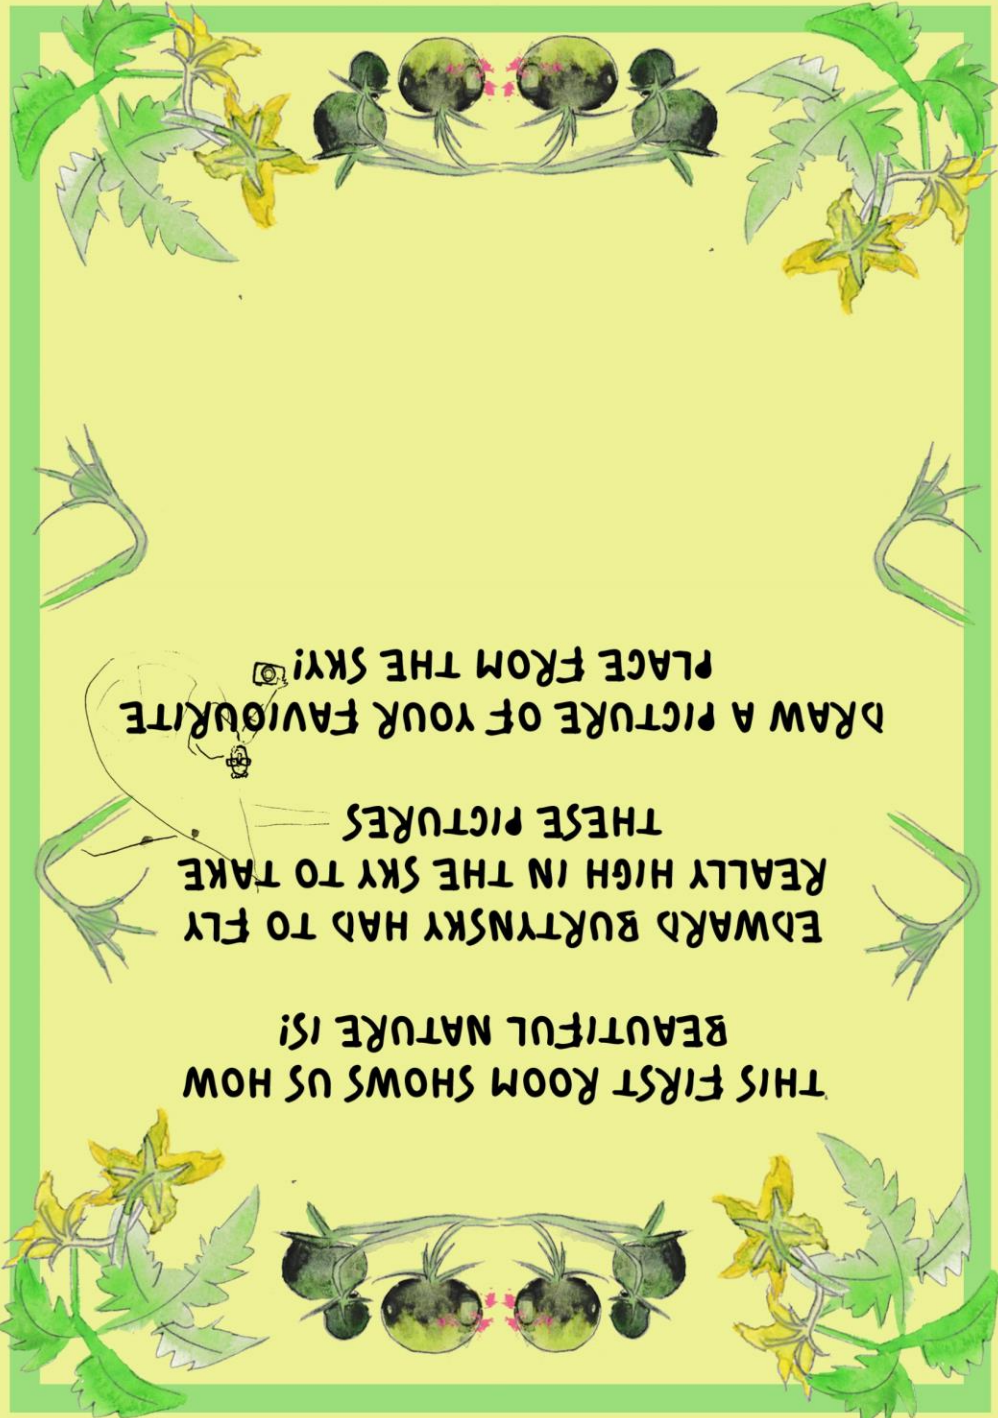 THIS FIRST ROOM SHOWS US HOW
BEAUTIFUL NATURE IS!
EDWARD BURTYNSKY HAD TO FLY
REALLY HIGH IN THE SKY TO TAKE
THESE PICTURES
DRAW A PICTURE OF YOUR FAVIOURITE
PLACE FROM THE SKY!